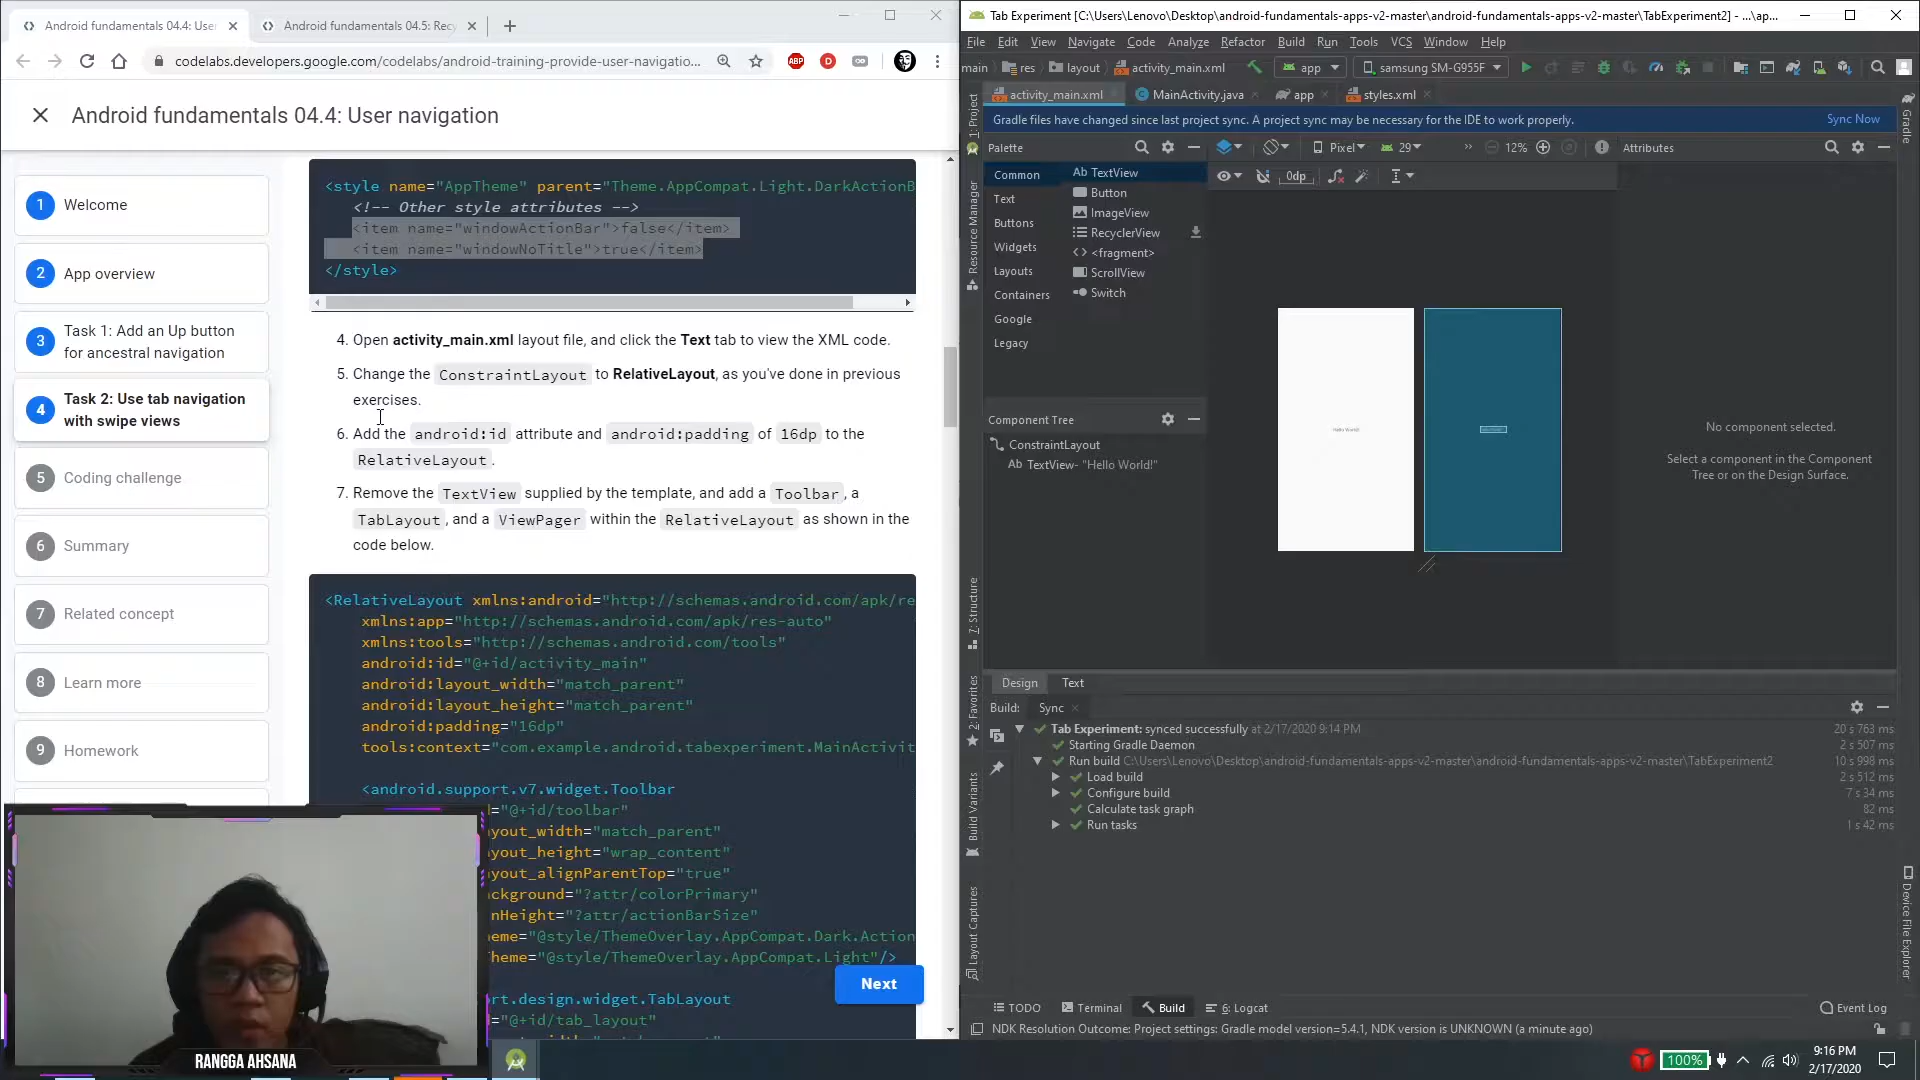 Android fundamentals 04.4: User
Android fundamentals 04.5: Recy
codelabs.developers.google.com/codelabs/android-training-provide-user-navigatio...
Android fundamentals 04.4: User navigation
1 Welcome
2 App overview
3 Task 1: Add an Up button
for ancestral navigation
4 Task 2: Use tab navigation
with swipe views
5 Coding challenge
6 Summary
7 Related concept
8 Learn more
9 Homework
<style name="AppTheme" parent="Theme.AppCompat.Light.DarkActionB
<!-- Other style attributes -->
<item name="windowActionBar">false</item>
<item name="windowNoTitle">true</item>
</style>
4. Open activity_main.xml layout file, and click the Text tab to view the XML code.
5. Change the ConstraintLayout to RelativeLayout, as you've done in previous
exercises.
6. Add the android:id attribute and android:padding of 16dp to the
RelativeLayout.
7. Remove the TextView supplied by the template, and add a Toolbar, a
TabLayout, and a ViewPager within the RelativeLayout as shown in the
code below.
<RelativeLayout xmlns:android="http://schemas.android.com/apk/re
xmlns:app="http://schemas.android.com/apk/res-auto"
xmlns:tools="http://schemas.android.com/tools"
android:id="@+id/activity_main"
android:layout_width="match_parent"
android:layout_height="match_parent"
android:padding="16dp"
tools:context="com.example.android.tabexperiment.MainActivit
<android.support.v7.widget.Toolbar
="@+id/toolbar"
yout_width="match_parent"
yout_height="wrap_content"
yout_alignParentTop="true"
ckground="?attr/colorPrimary"
nHeight="?attr/actionBarSize"
eme="@style/ThemeOverlay.AppCompat.Dark.Action
heme="@style/ThemeOverlay.AppCompat.Light"/>
rt.design.widget.TabLayout
="@+id/tab_layout"
Next
RANGGA AHSANA
Tab Experiment [C:\Users\Lenovo\Desktop\android-fundamentals-apps-v2-master\android-fundamentals-apps-v2-master\TabExperiment2] - ...\ap...
File Edit View Navigate Code Analyze Refactor Build Run Tools VCS Window Help
main res layout activity_main.xml app samsung SM-G955F
activity_main.xml MainActivity.java app styles.xml
Gradle files have changed since last project sync. A project sync may be necessary for the IDE to work properly. Sync Now
Palette Pixel 29 12% Attributes
0dp
Common
Text
Buttons
Widgets
Layouts
Containers
Google
Legacy
Ab TextView
Button
ImageView
RecyclerView
<fragment>
ScrollView
Switch
Component Tree
ConstraintLayout
Ab TextView- "Hello World!"
Hello World!
No component selected.
Select a component in the Component
Tree or on the Design Surface.
1: Project
Resource Manager
7: Structure
2: Favorites
Build Variants
Layout Captures
Gradle
Device File Explorer
Design Text
Build: Sync
Tab Experiment: synced successfully at 2/17/2020 9:14 PM 20 s 763 ms
Starting Gradle Daemon 2 s 507 ms
Run build C:\Users\Lenovo\Desktop\android-fundamentals-apps-v2-master\android-fundamentals-apps-v2-master\TabExperiment2 10 s 998 ms
Load build 2 s 512 ms
Configure build 7 s 34 ms
Calculate task graph 82 ms
Run tasks 1 s 42 ms
TODO Terminal Build 6: Logcat Event Log
NDK Resolution Outcome: Project settings: Gradle model version=5.4.1, NDK version is UNKNOWN (a minute ago)
100%
9:16 PM
2/17/2020